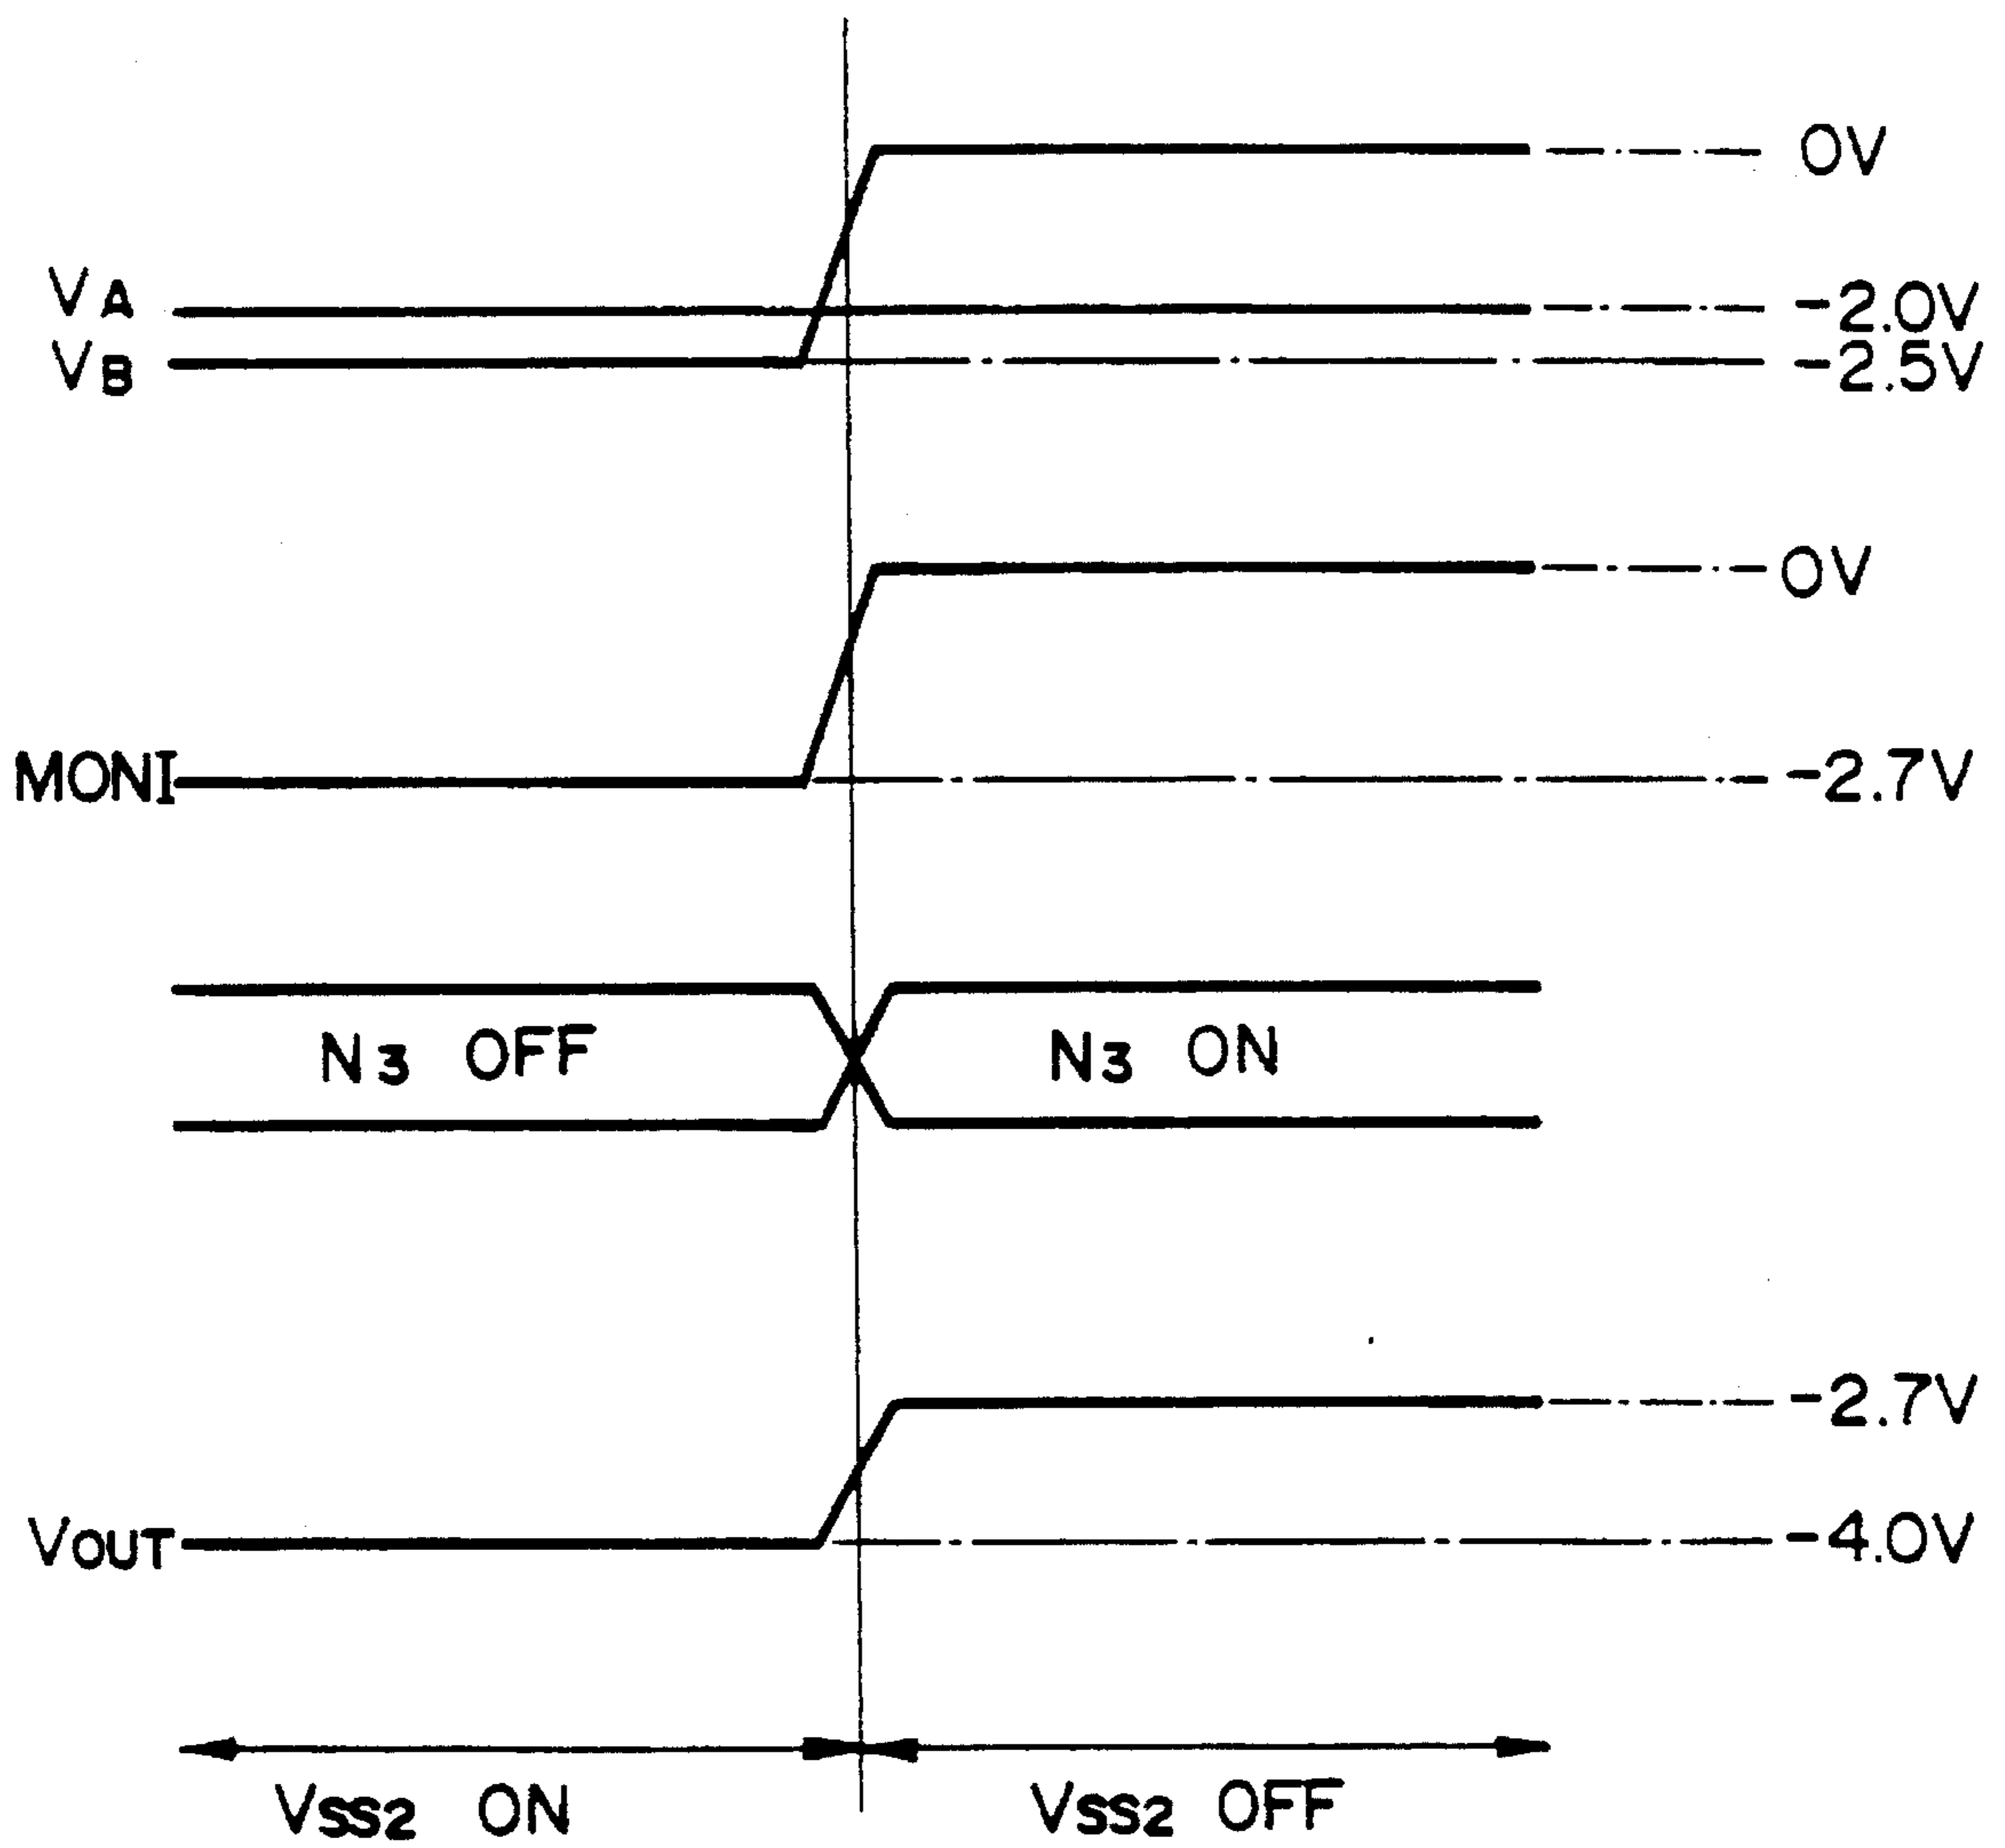 0V
VA
-2.0V
VB
-2.5V
0V
MONI
-2.7V
N3 OFF
N3 ON
-2.7V
VOUT
-4.0V
VSS2 ON
VSS2 OFF